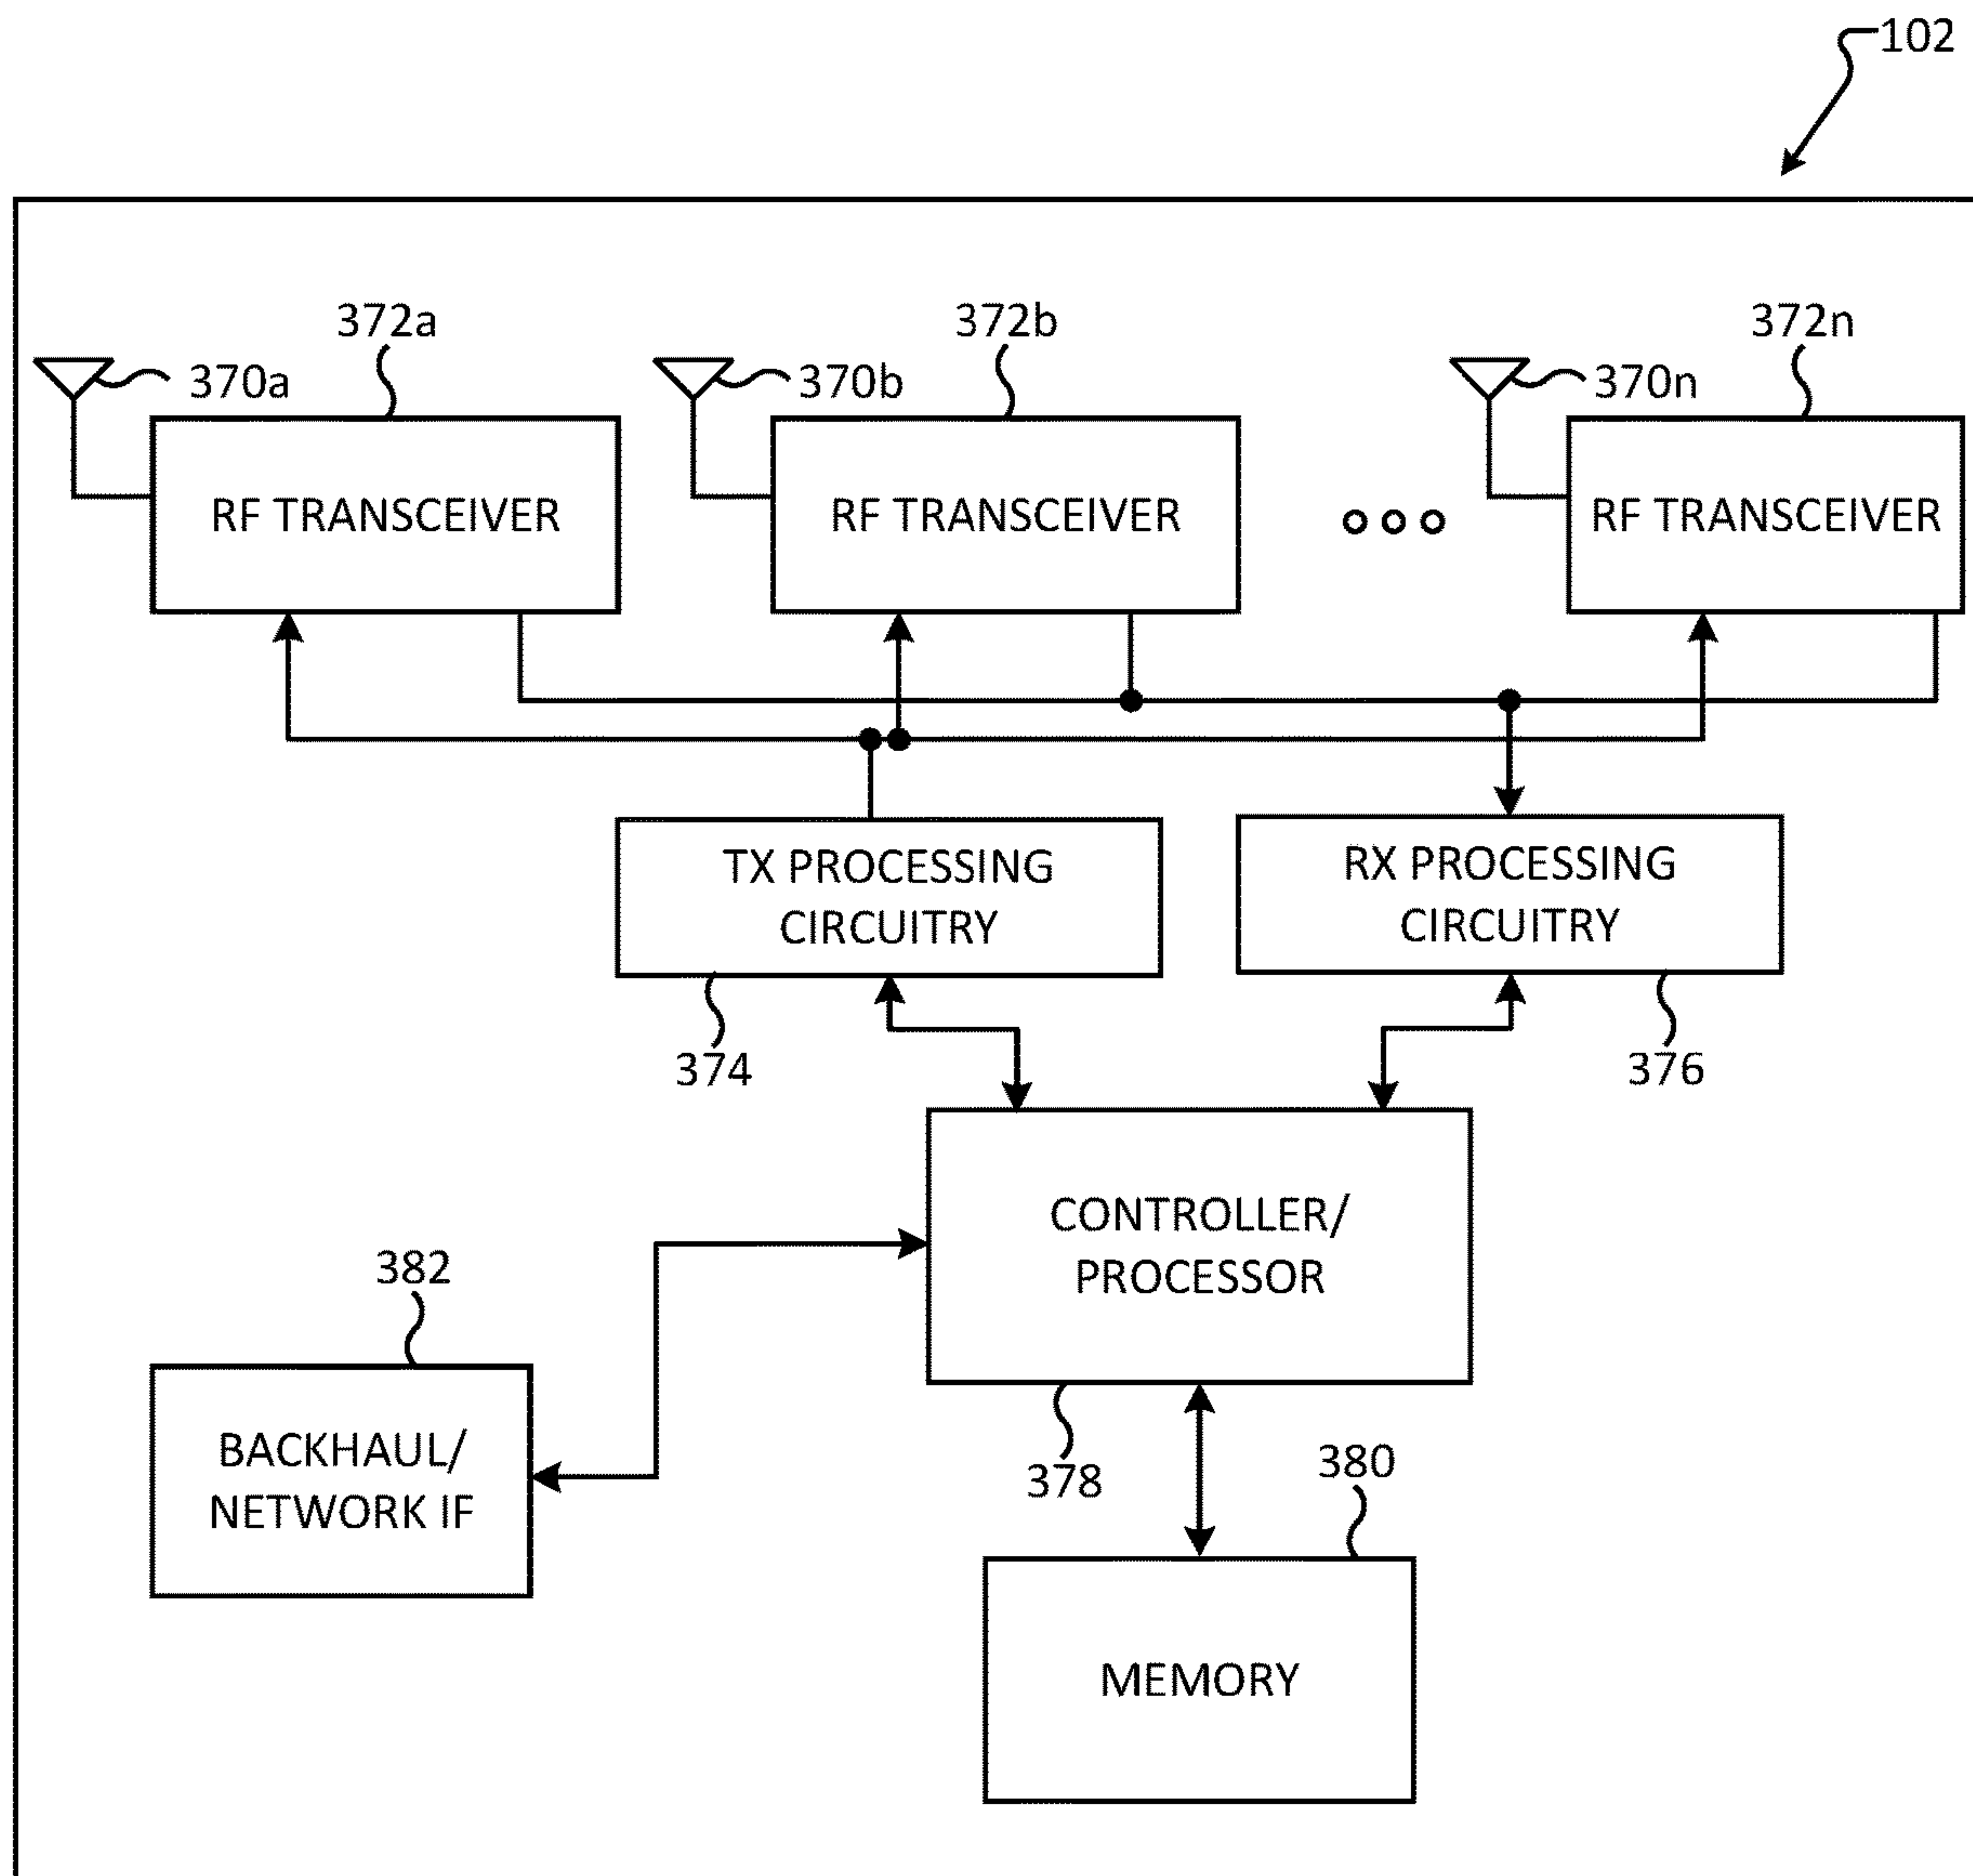 102
372a
372b
372n
370a
370b
370n
RF TRANSCEIVER
RF TRANSCEIVER
RF TRANSCEIVER
TX PROCESSING
CIRCUITRY
RX PROCESSING
CIRCUITRY
374
376
CONTROLLER/
PROCESSOR
382
BACKHAUL/
NETWORK IF
378
380
MEMORY